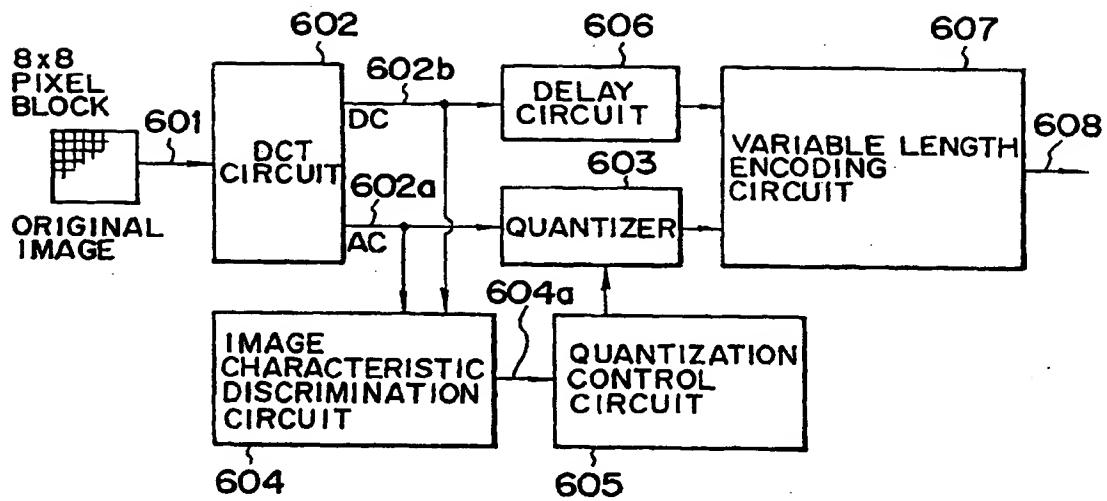 8x8
PIXEL
BLOCK
601
ORIGINAL
IMAGE
602
DCT
CIRCUIT
602b
DC
602a
AC
606
DELAY
CIRCUIT
603
QUANTIZER
607
VARIABLE LENGTH
ENCODING
CIRCUIT
608
IMAGE
CHARACTERISTIC
DISCRIMINATION
CIRCUIT
604
604a
QUANTIZATION
CONTROL
CIRCUIT
605